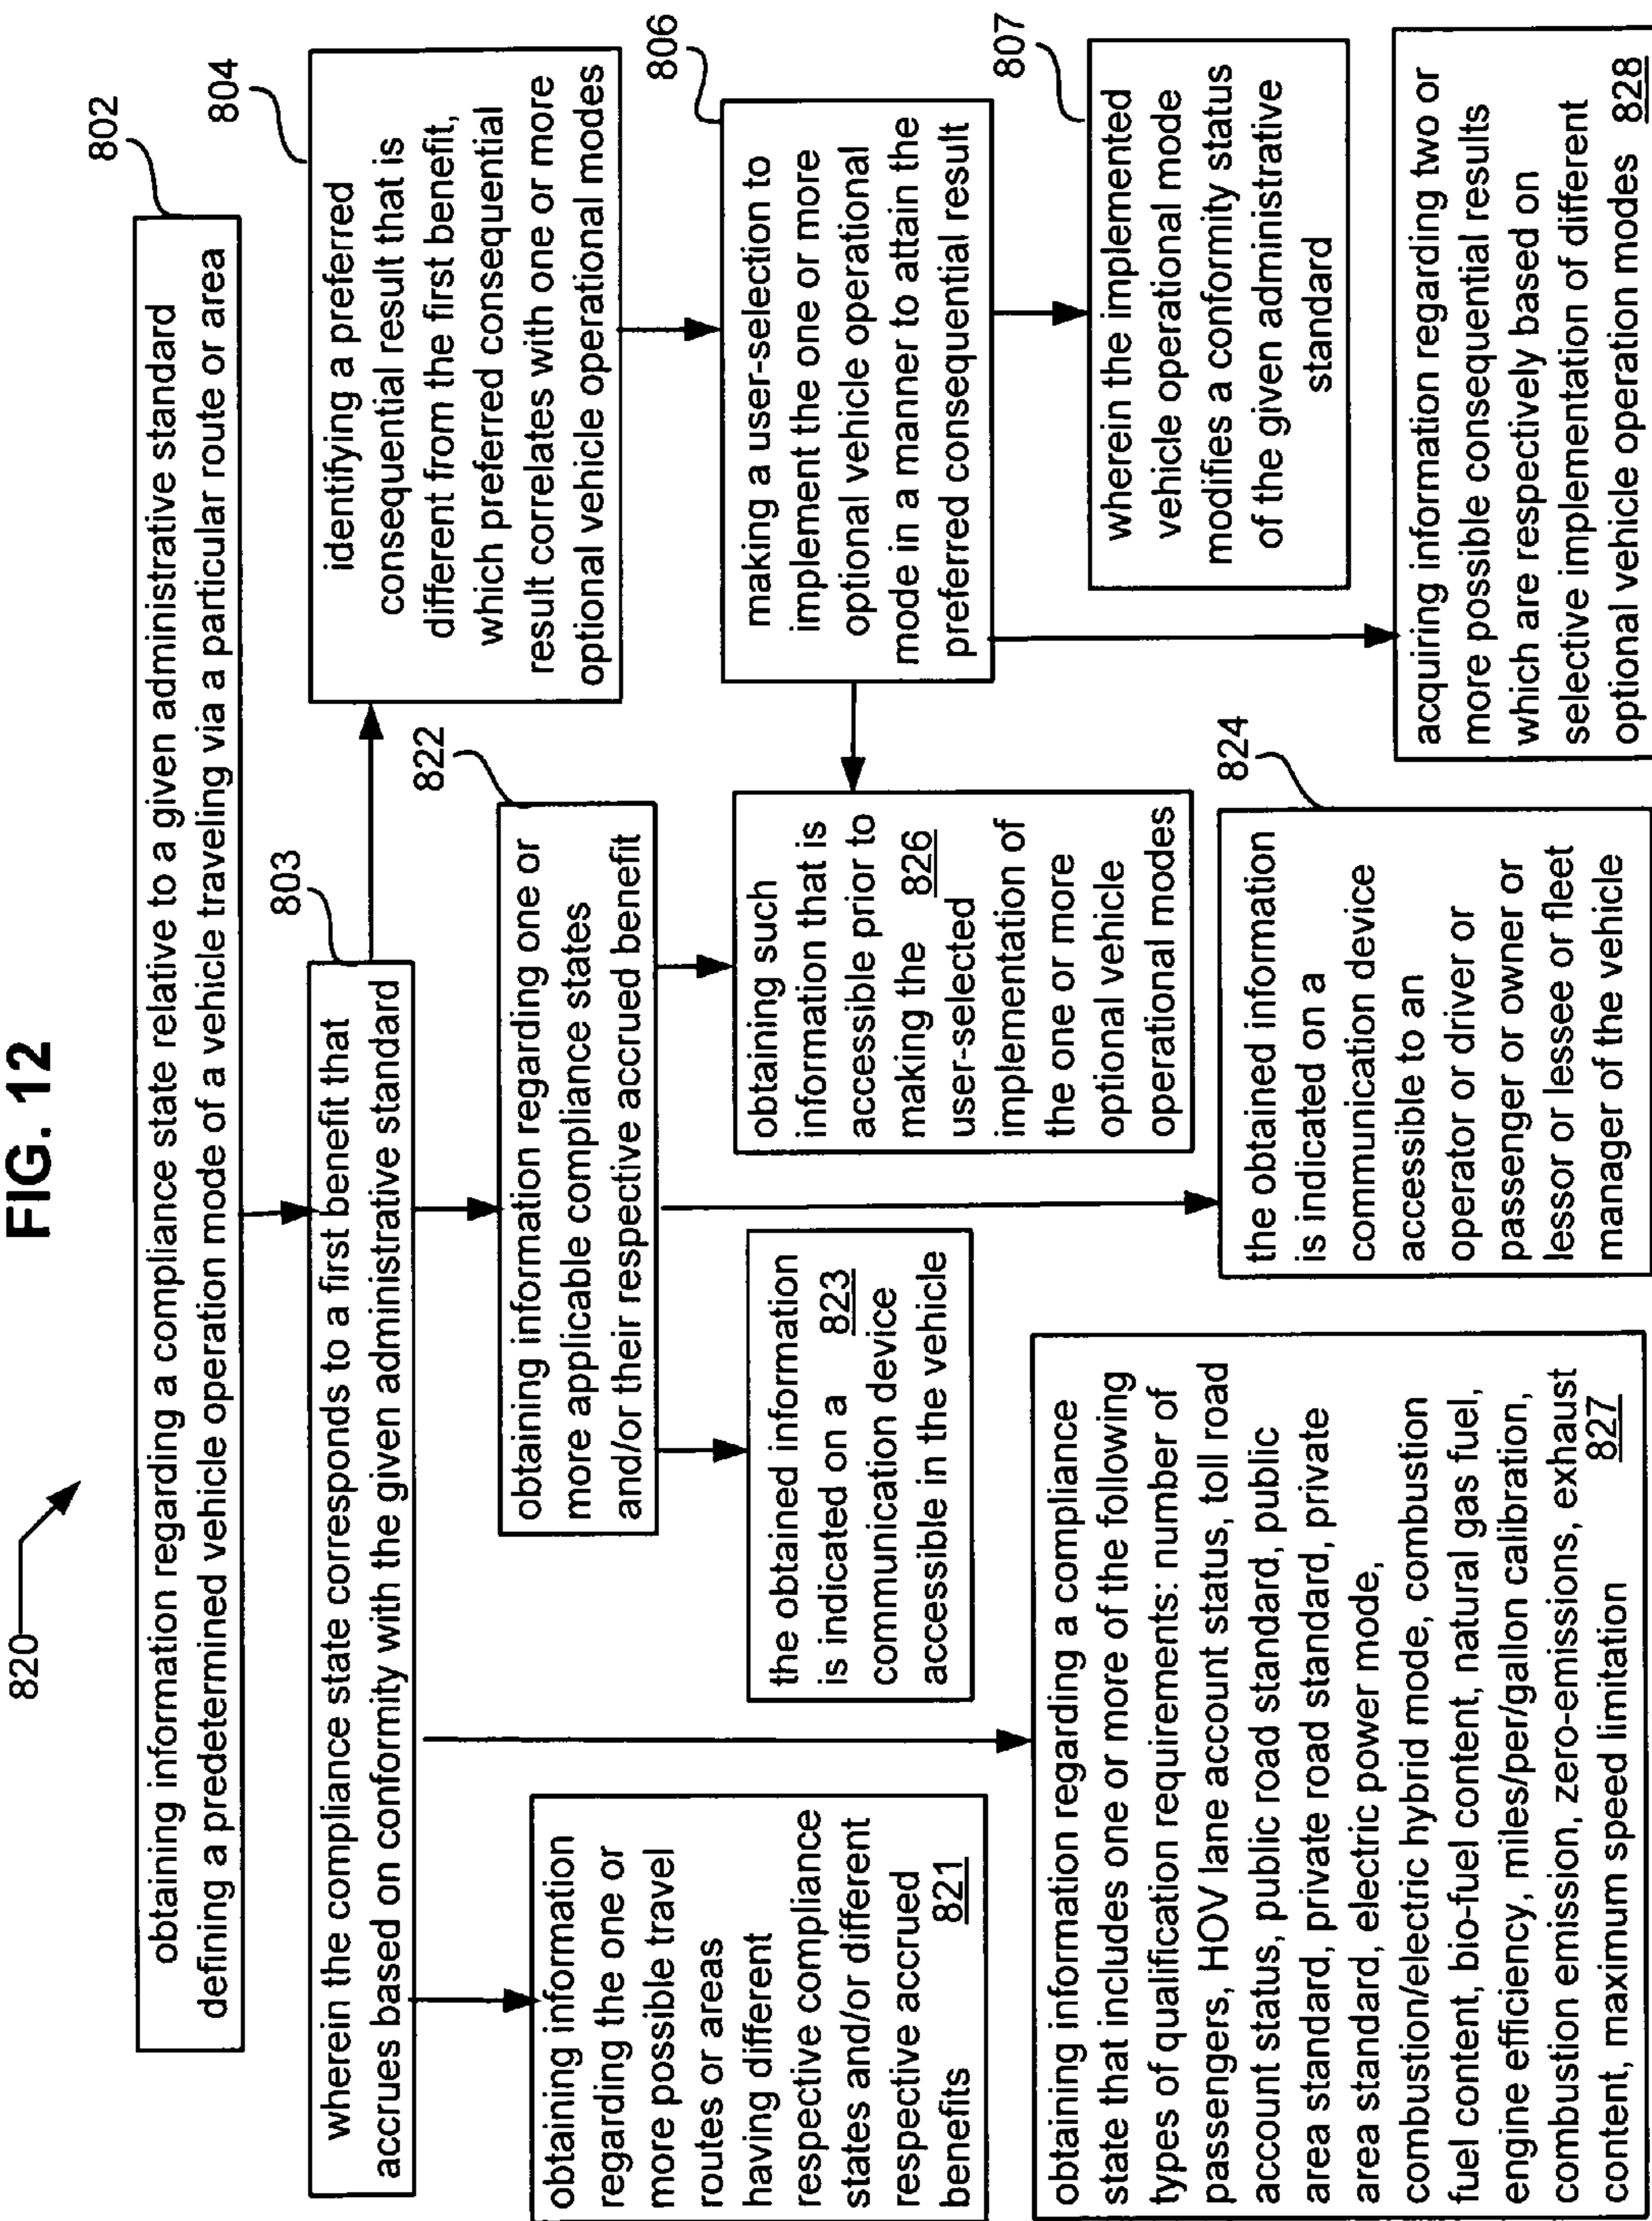 FIG. 12
820
802
obtaining information regarding a compliance state relative to a given administrative standard
defining a predetermined vehicle operation mode of a vehicle traveling via a particular route or area
803
wherein the compliance state corresponds to a first benefit that
accrues based on conformity with the given administrative standard
804
identifying a preferred
consequential result that is
different from the first benefit,
which preferred consequential
result correlates with one or more
optional vehicle operational modes
822
obtaining information regarding one or
more applicable compliance states
and/or their respective accrued benefit
806
making a user-selection to
implement the one or more
optional vehicle operational
mode in a manner to attain the
preferred consequential result
obtaining information
regarding the one or
more possible travel
routes or areas
having different
respective compliance
states and/or different
respective accrued
benefits 821
the obtained information
is indicated on a 823
communication device
accessible in the vehicle
obtaining such
information that is
accessible prior to
making the 826
user-selected
implementation of
the one or more
optional vehicle
operational modes
807
wherein the implemented
vehicle operational mode
modifies a conformity status
of the given administrative
standard
obtaining information regarding a compliance
state that includes one or more of the following
types of qualification requirements: number of
passengers, HOV lane account status, toll road
account status, public road standard, public
area standard, private road standard, private
area standard, electric power mode,
combustion/electric hybrid mode, combustion
fuel content, bio-fuel content, natural gas fuel,
engine efficiency, miles/per/gallon calibration,
combustion emission, zero-emissions, exhaust
content, maximum speed limitation 827
824
the obtained information
is indicated on a
communication device
accessible to an
operator or driver or
passenger or owner or
lessor or lessee or fleet
manager of the vehicle
acquiring information regarding two or
more possible consequential results
which are respectively based on
selective implementation of different
optional vehicle operation modes 828